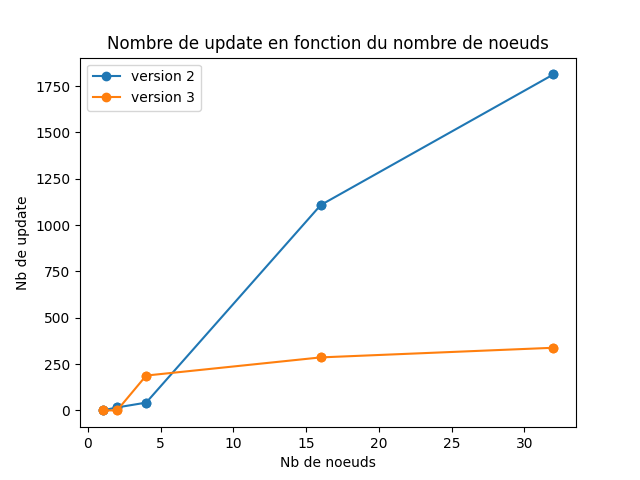 Nombre de update en fonction du nombre de noeuds
version 2
version 3
1750
1500
1250
1000
750
500
250
0
Nb de update
0 5 10 15 20 25 30
Nb de noeuds